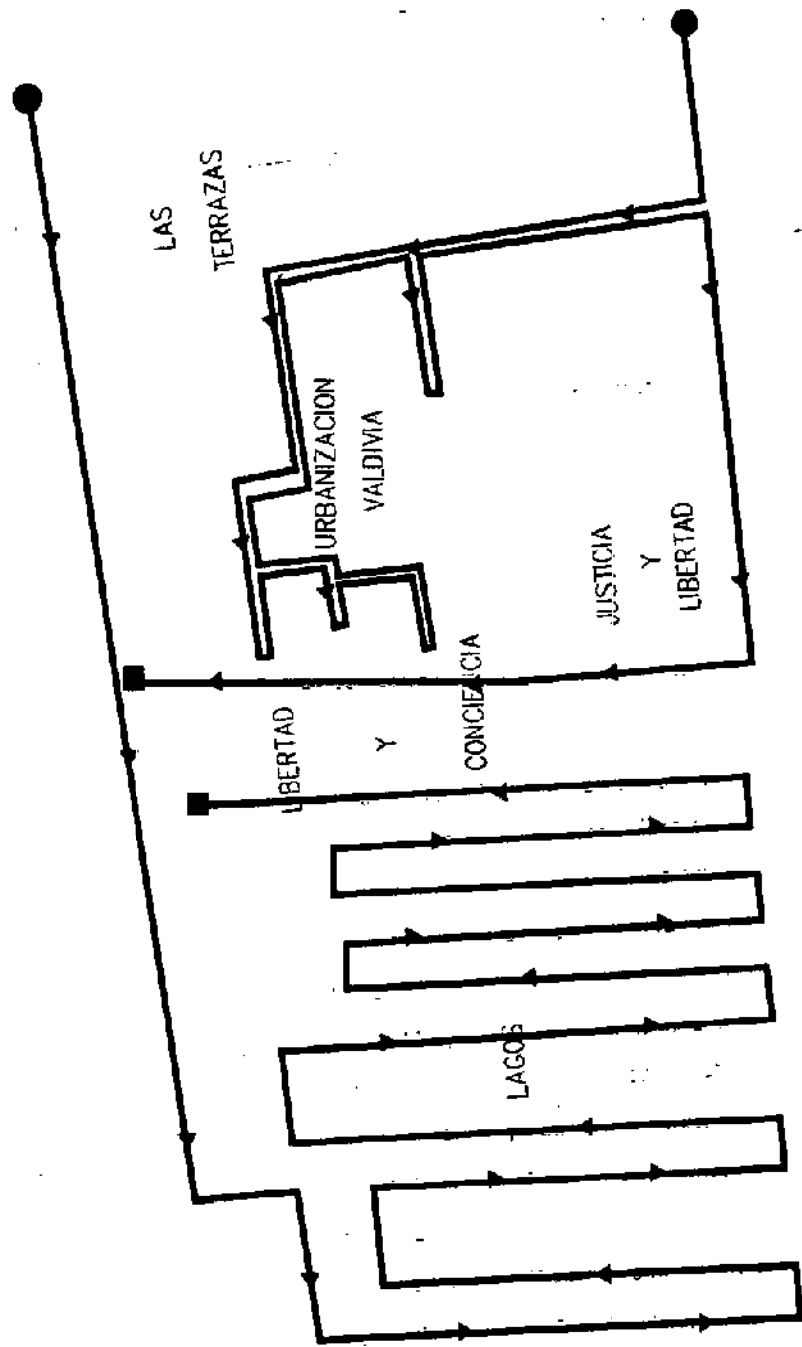 LAS
TERRAZAS
URBANIZACION
VALDIVIA
JUSTICIA
Y
LIBERTAD
LIBERTAD
Y
CONCIENCIA
LAGOS